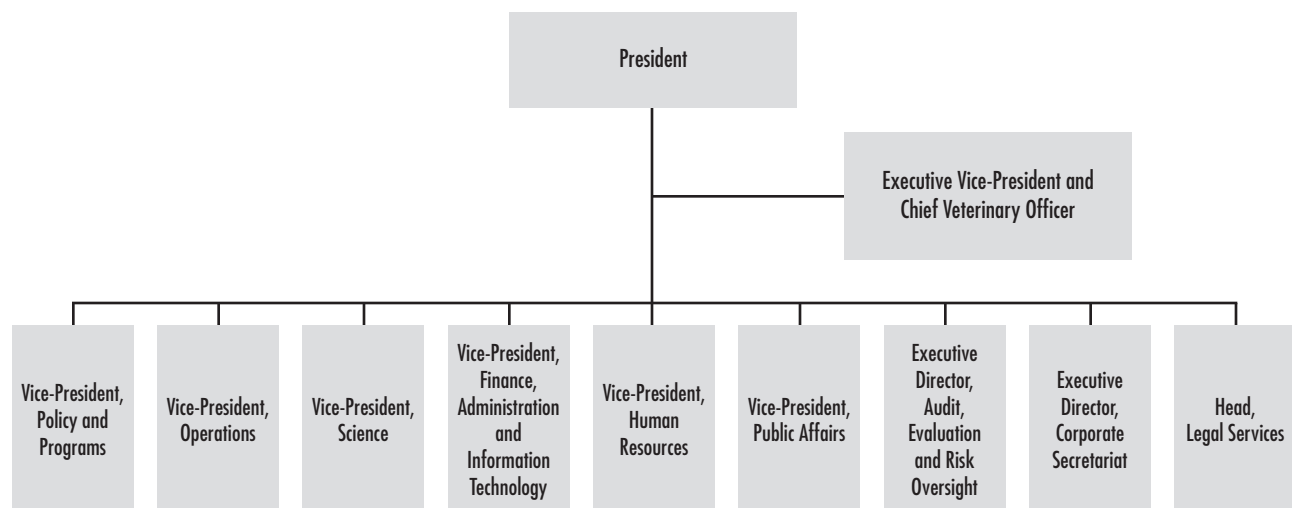 President
Executive Vice-President and
Chief Veterinary Officer
Vice-President,
Policy and
Programs
Vice-President,
Operations
Vice-President,
Science
Vice-President,
Finance,
Administration
and
Information
Technology
Vice-President,
Human
Resources
Vice-President,
Public Affairs
Executive
Director,
Audit,
Evaluation
and Risk
Oversight
Executive
Director,
Corporate
Secretariat
Head,
Legal Services